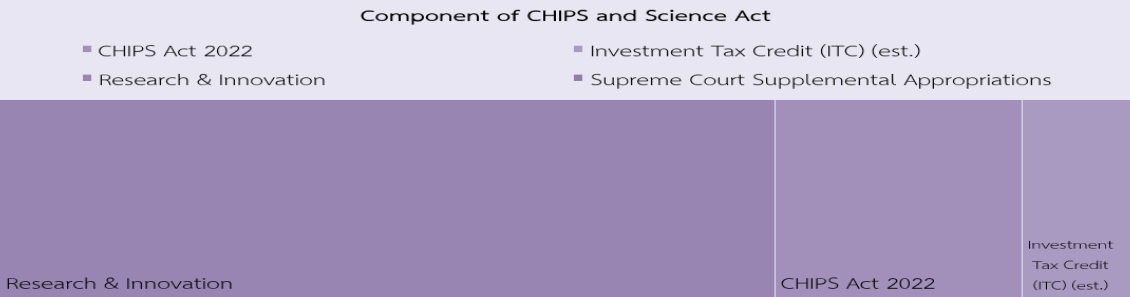 Component of CHIPS and Science Act
CHIPS Act 2022
Investment Tax Credit (ITC) (est.)
Research & Innovation
Supreme Court Supplemental Appropriations
Research & Innovation
CHIPS Act 2022
Investment
Tax Credit
(ITC) (est.)